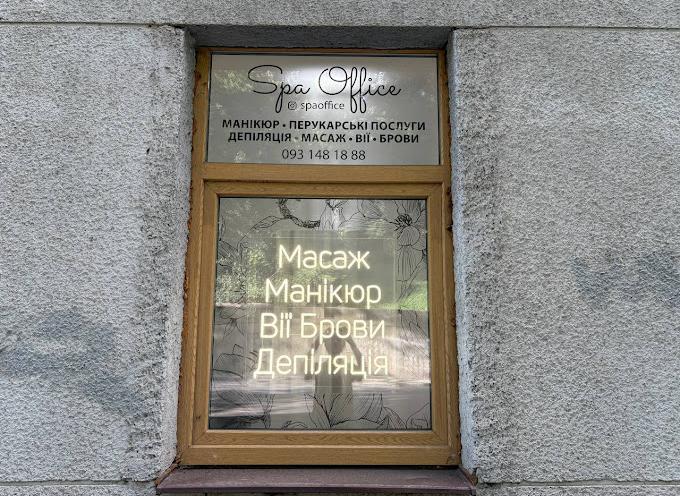 Spa Office
spaoffice
МАНІКЮР • ПЕРУКАРСЬКІ ПОСЛУГИ
ДЕПІЛЯЦІЯ • МАСАЖ • ВІЇ • БРОВИ
093 148 18 88
Масаж
Манікюр
Вії Брови
Депіляція